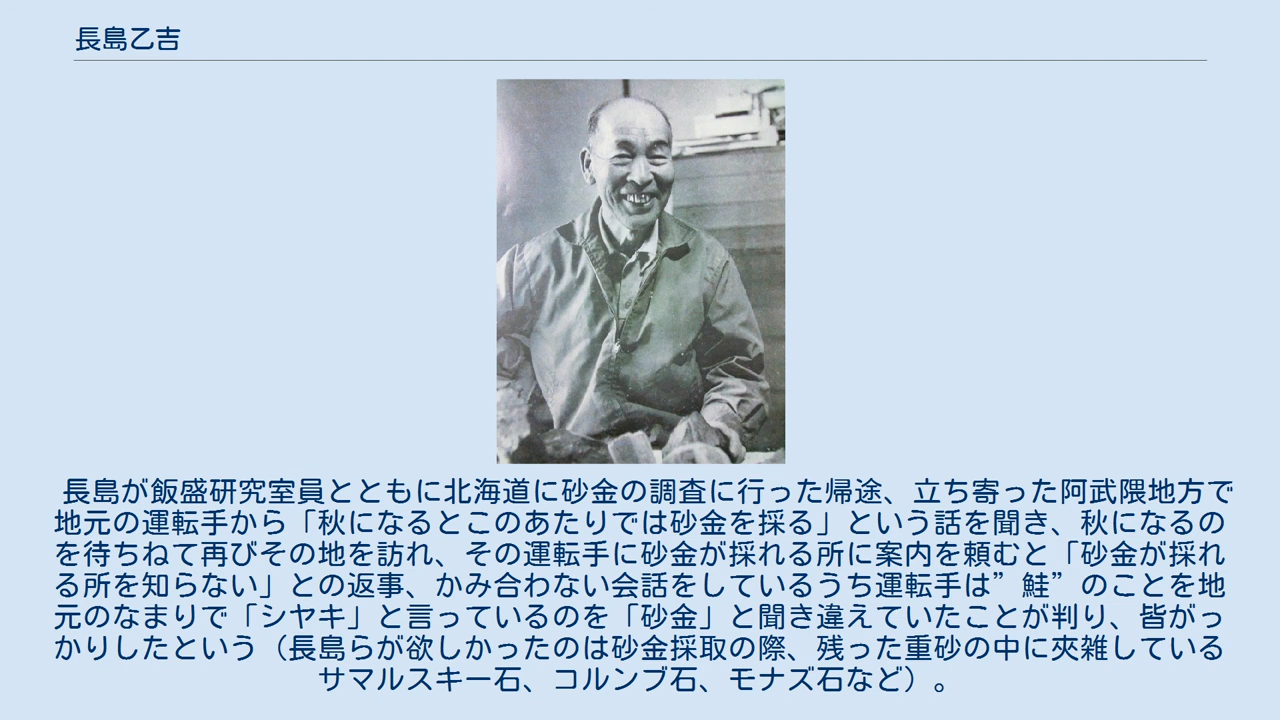 長島乙吉
長島が飯盛研究室員とともに北海道に砂金の調査に行った帰途、立ち寄った阿武隈地方で
地元の運転手から「秋になるとこのあたりでは砂金を採る」という話を聞き、秋になるの
を待ちわて再びその地を訪れ、その運転手に砂金が採れる所に案内を頼むと「砂金が採れ
る所を知らない」との返事、かみ合わない会話をしているうち運転手は”鮭”のことを地
元のなまりで「シヤキ」と言っているのを「砂金」と聞き違えていたことが判り、皆がっ
かりしたという（長島らが欲しかったのは砂金採取の際、残った重砂の中に夾雑している
サマルスキー石、コルンブ石、モナズ石など）。